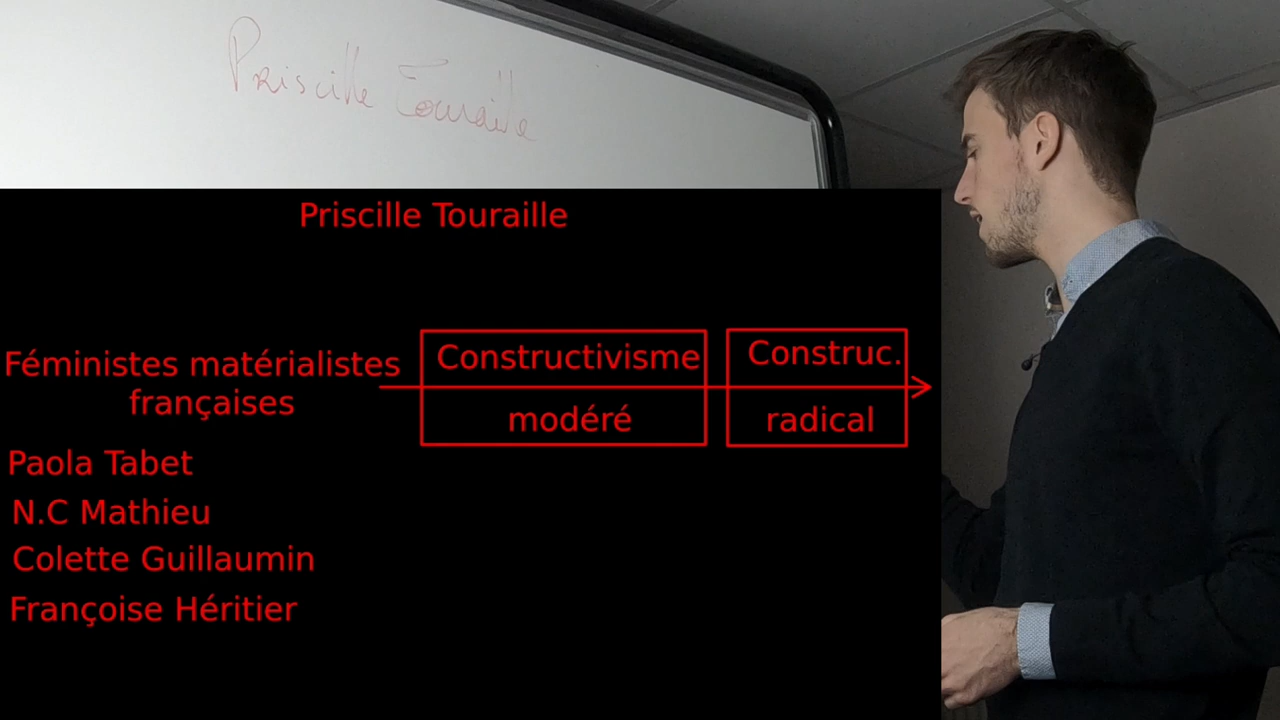 Priscille Touraille
Priscille Touraille
Féministes matérialistes
françaises
Constructivisme
modéré
Construc.
radical
Paola Tabet
N.C Mathieu
Colette Guillaumin
Françoise Héritier